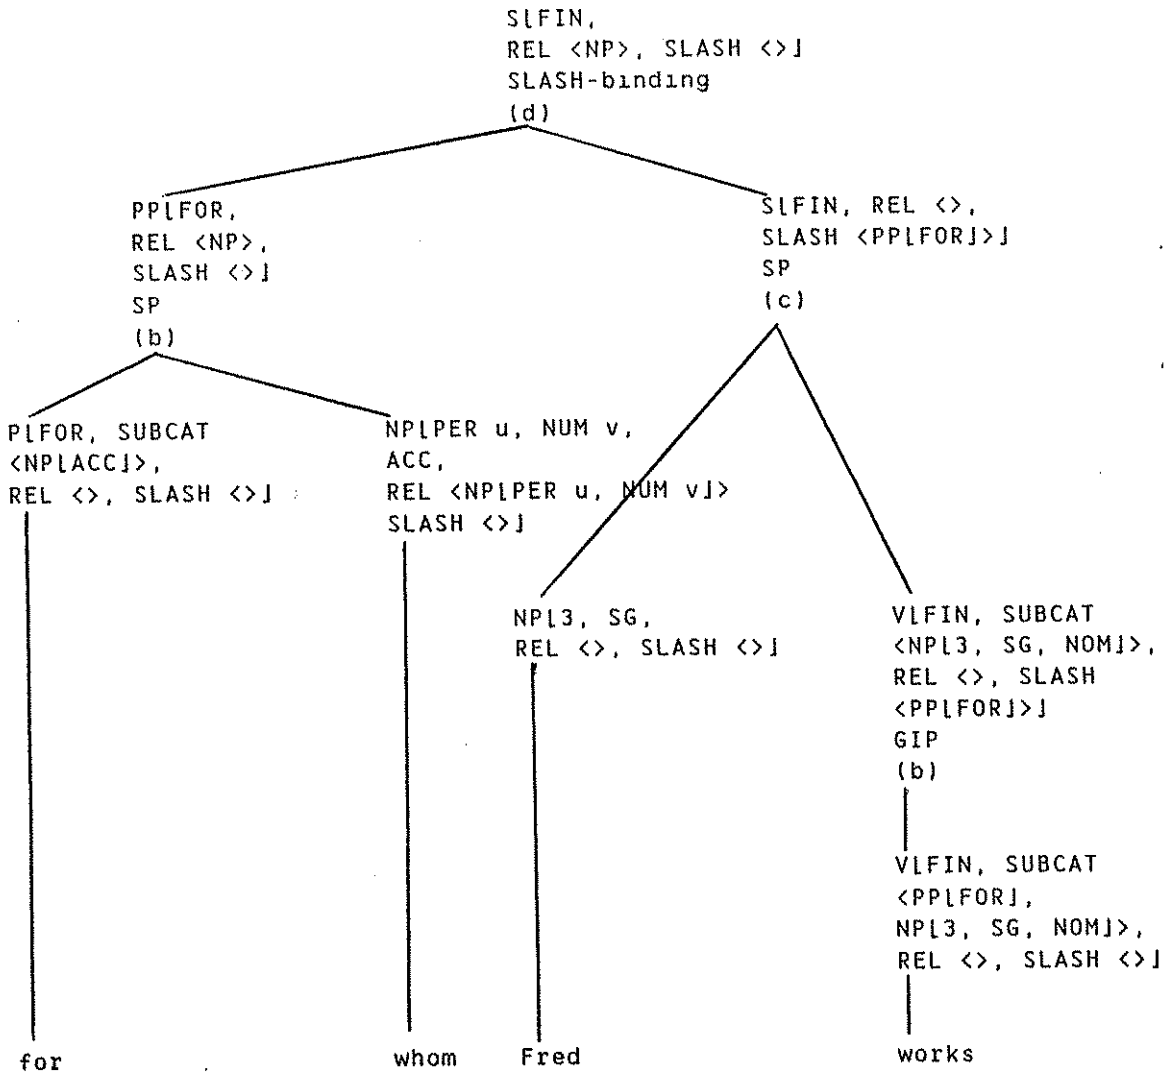 S[FIN,
REL <NP>, SLASH <>]
SLASH-binding
(d)
PP[FOR,
REL <NP>,
SLASH <>]
SP
(b)
S[FIN, REL <>,
SLASH <PP[FOR]>]
SP
(c)
P[FOR, SUBCAT
<NP[ACC]>,
REL <>, SLASH <>]
NP[PER u, NUM v,
ACC,
REL <NP[PER u, NUM v]>
SLASH <>]
NP[3, SG,
REL <>, SLASH <>]
V[FIN, SUBCAT
<NP[3, SG, NOM]>,
REL <>, SLASH
<PP[FOR]>]
GIP
(b)
V[FIN, SUBCAT
<PP[FOR],
NP[3, SG, NOM]>,
REL <>, SLASH <>]
for whom Fred works